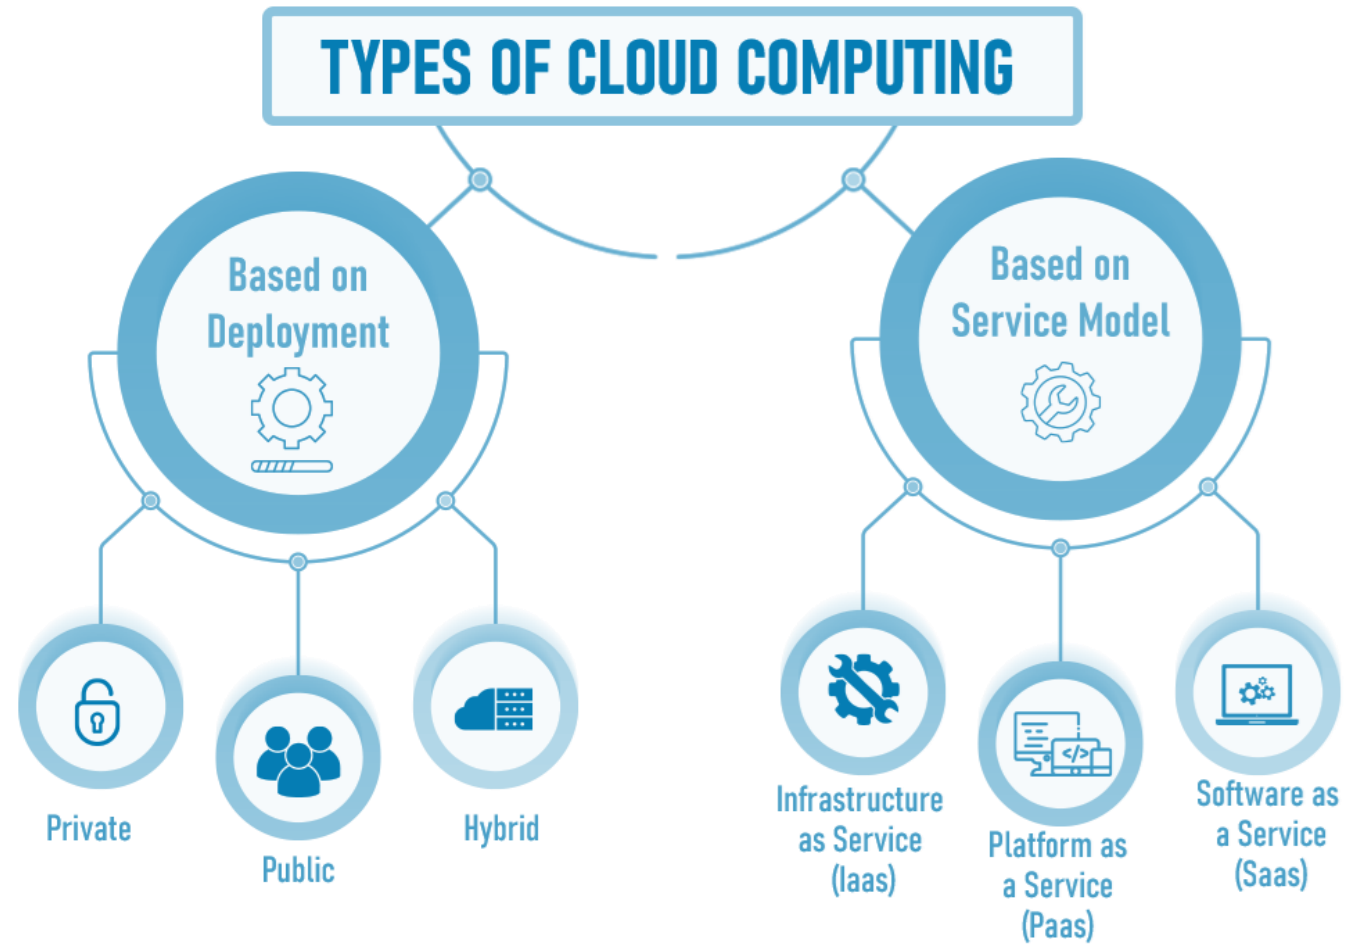 TYPES OF CLOUD COMPUTING
Based on
Deployment
Private
Public
Hybrid
Based on
Service Model
Infrastructure
as Service
(Iaas)
Platform as
a Service
(Paas)
Software as
a Service
(Saas)